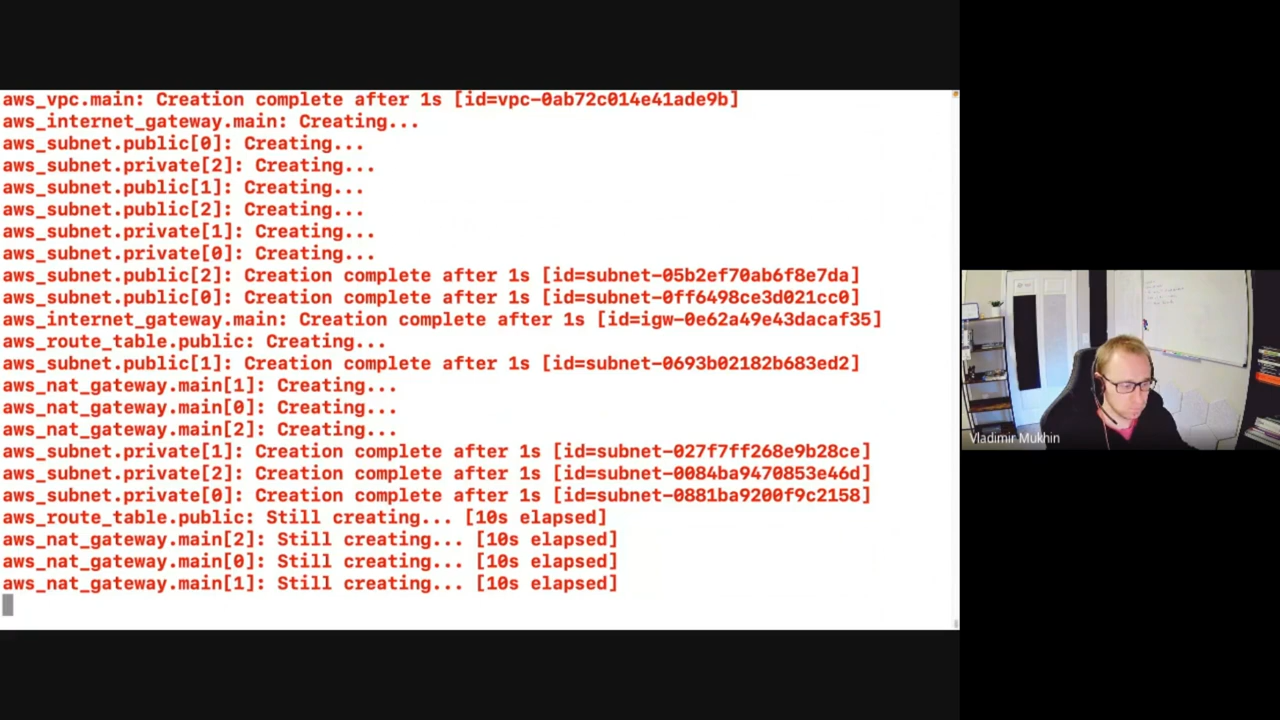 aws_vpc.main: Creation complete after 1s [id=vpc-0ab72c014e41ade9b]
aws_internet_gateway.main: Creating...
aws_subnet.public[0]: Creating...
aws_subnet.private[2]: Creating...
aws_subnet.public[1]: Creating...
aws_subnet.public[2]: Creating...
aws_subnet.private[1]: Creating...
aws_subnet.private[0]: Creating...
aws_subnet.public[2]: Creation complete after 1s [id=subnet-05b2ef70ab6f8e7da]
aws_subnet.public[0]: Creation complete after 1s [id=subnet-0ff6498ce3d021cc0]
aws_internet_gateway.main: Creation complete after 1s [id=igw-0e62a49e43dacaf35]
aws_route_table.public: Creating...
aws_subnet.public[1]: Creation complete after 1s [id=subnet-0693b02182b683ed2]
aws_nat_gateway.main[1]: Creating...
aws_nat_gateway.main[0]: Creating...
aws_nat_gateway.main[2]: Creating...
aws_subnet.private[1]: Creation complete after 1s [id=subnet-027f7ff268e9b28ce]
aws_subnet.private[2]: Creation complete after 1s [id=subnet-0084ba9470853e46d]
aws_subnet.private[0]: Creation complete after 1s [id=subnet-0881ba9200f9c2158]
aws_route_table.public: Still creating... [10s elapsed]
aws_nat_gateway.main[2]: Still creating... [10s elapsed]
aws_nat_gateway.main[0]: Still creating... [10s elapsed]
aws_nat_gateway.main[1]: Still creating... [10s elapsed]
Vladimir Mukhin